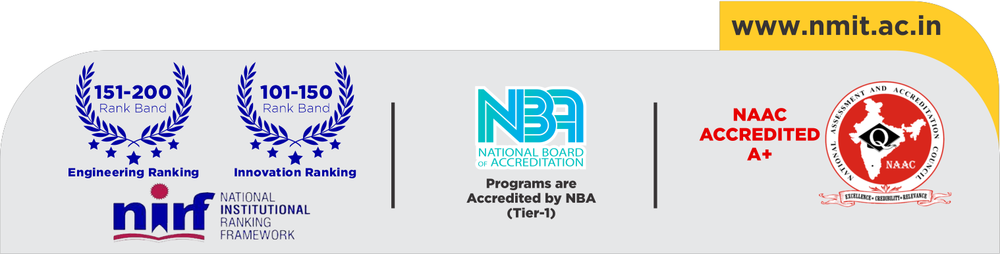 www.nmit.ac.in
151-200
Rank Band
Engineering Ranking
101-150
Rank Band
Innovation Ranking
nirf
NATIONAL
INSTITUTIONAL
RANKING
FRAMEWORK
NBA
NATIONAL BOARD
OF ACCREDITATION
Programs are
Accredited by NBA
(Tier-1)
NAAC
ACCREDITED
A+
NATIONAL ASSESSMENT AND ACCREDITATION COUNCIL
Q
NAAC
EXCELLENCE • CREDIBILITY • RELEVANCE